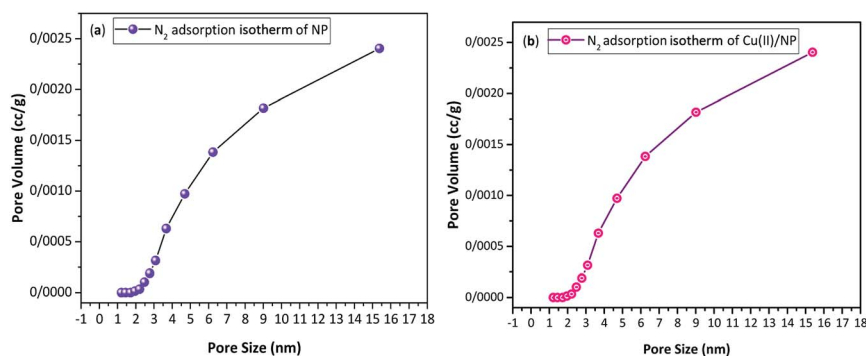 (a) N₂ adsorption isotherm of NP
0/0025
0/0020
0/0015
0/0010
0/0005
0/0000
Pore Volume (cc/g)
-1 0 1 2 3 4 5 6 7 8 9 10 11 12 13 14 15 16 17 18
Pore Size (nm)
(b) N₂ adsorption isotherm of Cu(II)/NP
0/0025
0/0020
0/0015
0/0010
0/0005
0/0000
Pore Volume (cc/g)
-1 0 1 2 3 4 5 6 7 8 9 10 11 12 13 14 15 16 17 18
Pore Size (nm)